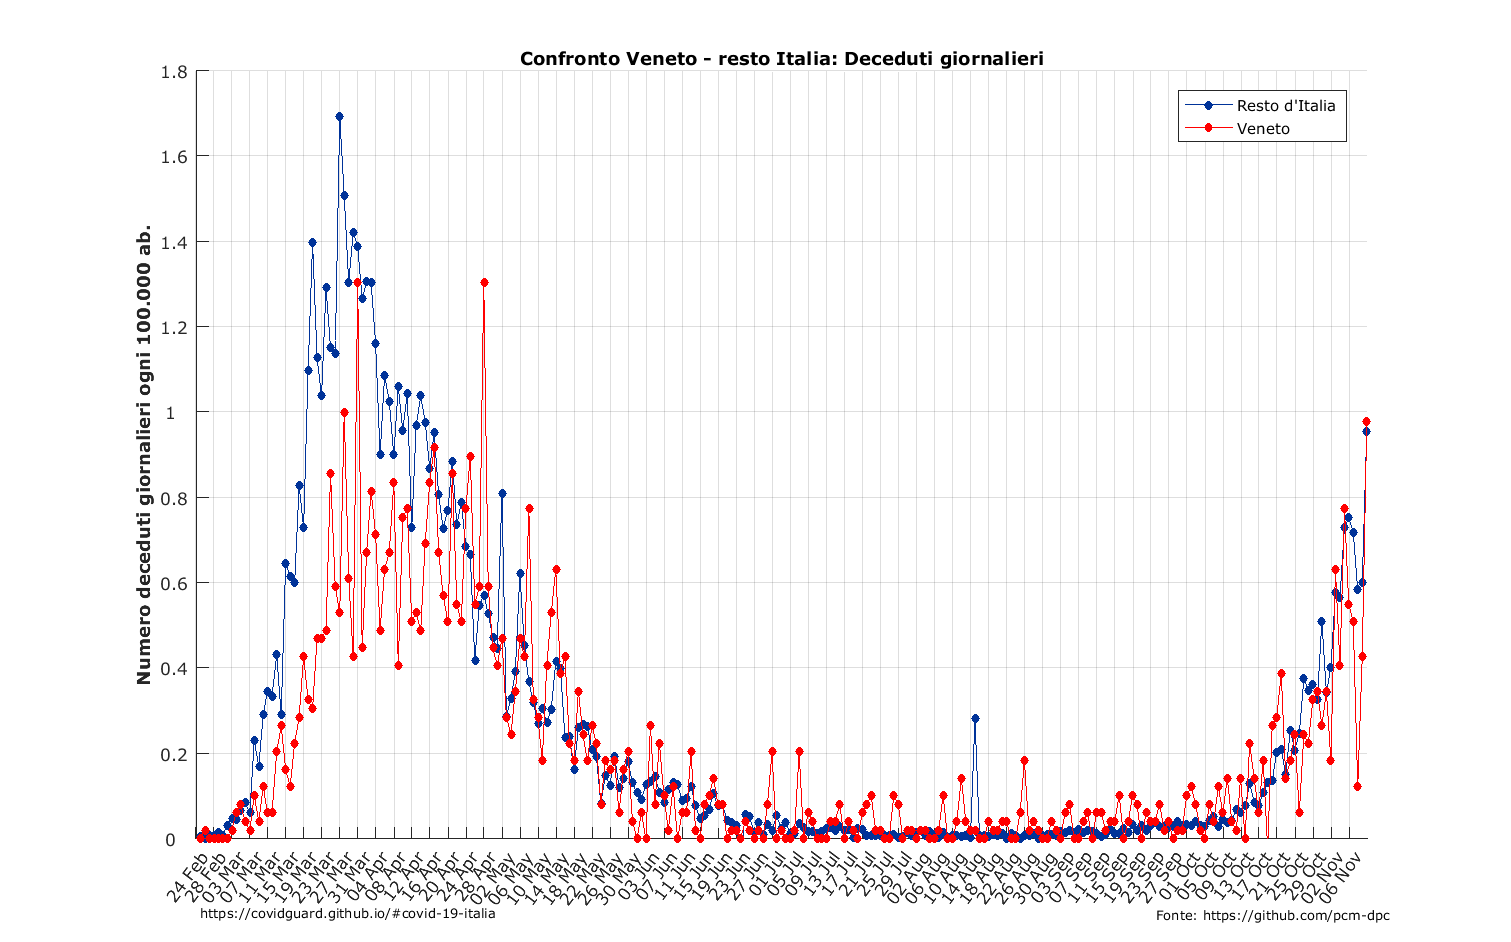 Confronto Veneto - resto Italia: Deceduti giornalieri
Resto d'Italia
Veneto
Numero deceduti giornalieri ogni 100.000 ab.
1.8
1.6
1.4
1.2
1
0.8
0.6
0.4
0.2
0
24 Feb
28 Feb
03 Mar
07 Mar
11 Mar
15 Mar
19 Mar
23 Mar
27 Mar
31 Mar
04 Apr
08 Apr
12 Apr
16 Apr
20 Apr
24 Apr
28 Apr
02 May
06 May
10 May
14 May
18 May
22 May
26 May
30 May
03 Jun
07 Jun
11 Jun
15 Jun
19 Jun
23 Jun
27 Jun
01 Jul
05 Jul
09 Jul
13 Jul
17 Jul
21 Jul
25 Jul
29 Jul
02 Aug
06 Aug
10 Aug
14 Aug
18 Aug
22 Aug
26 Aug
30 Aug
03 Sep
07 Sep
11 Sep
15 Sep
19 Sep
23 Sep
27 Sep
01 Oct
05 Oct
09 Oct
13 Oct
17 Oct
21 Oct
25 Oct
29 Oct
02 Nov
06 Nov
https://covidguard.github.io/#covid-19-italia
Fonte: https://github.com/pcm-dpc